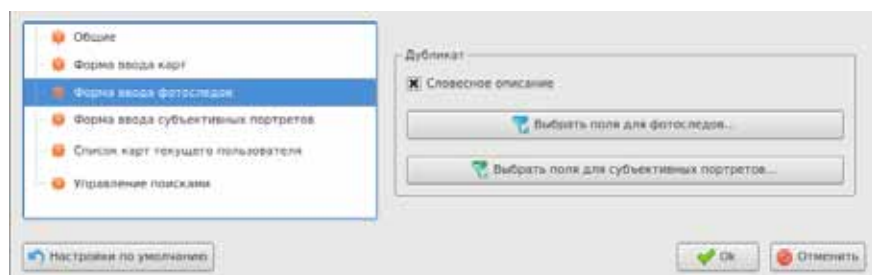 Общие
Форма ввода карт
Форма ввода фотоследов
Форма ввода субъективных портретов
Список карт текущего пользователя
Управление поисками
Дубликат
Словесное описание
Выбрать поля для фотоследов...
Выбрать поля для субъективных портретов...
Настройки по умолчанию
Ok
Отменить